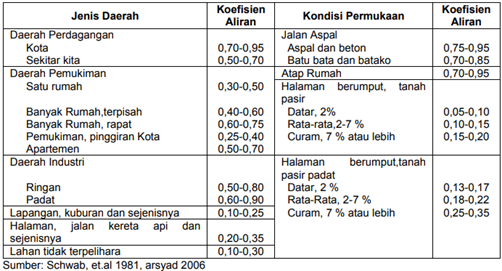 Jenis Daerah Koefisien Aliran Kondisi Permukaan Koefisien Aliran
Daerah Perdagangan
Kota 0,70-0,95
Sekitar kita 0,50-0,70
Daerah Pemukiman
Satu rumah 0,30-0,50
Banyak Rumah,terpisah 0,40-0,60
Banyak Rumah, rapat 0,60-0,75
Pemukiman, pinggiran Kota 0,25-0,40
Apartemen 0,50-0,70
Daerah Industri
Ringan 0,50-0,80
Padat 0,60-0,90
Lapangan, kuburan dan sejenisnya 0,10-0,25
Halaman, jalan kereta api dan
sejenisnya 0,20-0,35
Lahan tidak terpelihara 0,10-0,30
Jalan Aspal
Aspal dan beton 0,75-0,95
Batu bata dan batako 0,70-0,85
Atap Rumah 0,70-0,95
Halaman berumput, tanah
pasir
Datar, 2% 0,05-0,10
Rata-rata,2-7% 0,10-0,15
Curam, 7 % atau lebih 0,15-0,20
Halaman berumput,tanah
pasir padat
Datar, 2 % 0,13-0,17
Rata-Rata, 2-7% 0,18-0,22
Curam, 7 % atau lebih 0,25-0,35
Sumber: Schwab, et.al 1981, arsyad 2006